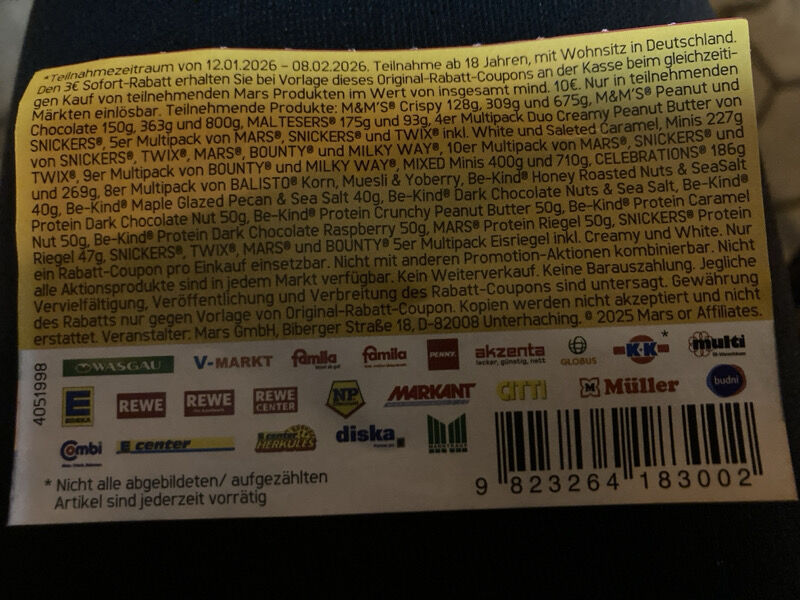 *Teilnahmezeitraum von 12.01.2026 – 08.02.2026. Teilnahme ab 18 Jahren, mit Wohnsitz in Deutschland.
Den 3€ Sofort-Rabatt erhalten Sie bei Vorlage dieses Original-Rabatt-Coupons an der Kasse beim gleichzeiti-
gen Kauf von teilnehmenden Mars Produkten im Wert von insgesamt mind. 10€. Nur in teilnehmenden
Märkten einlösbar. Teilnehmende Produkte: M&M'S® Crispy 128g, 309g und 675g, M&M'S® Peanut und
Chocolate 150g, 363g und 800g, MALTESERS® 175g und 93g, 4er Multipack Duo Creamy Peanut Butter von
SNICKERS®, 5er Multipack von MARS®, SNICKERS® und TWIX® inkl. White und Saleted Caramel, Minis 227g
von SNICKERS®, TWIX®, MARS®, BOUNTY® und MILKY WAY®, 10er Multipack von MARS®, SNICKERS® und
TWIX®, 9er Multipack von BOUNTY® und MILKY WAY®, MIXED Minis 400g und 710g, CELEBRATIONS® 186g
und 269g, 8er Multipack von BALISTO® Korn, Muesli & Yoberry, Be-Kind® Honey Roasted Nuts & SeaSalt
40g, Be-Kind® Maple Glazed Pecan & Sea Salt 40g, Be-Kind® Dark Chocolate Nuts & Sea Salt, Be-Kind®
Protein Dark Chocolate Nut 50g, Be-Kind® Protein Crunchy Peanut Butter 50g, Be-Kind® Protein Caramel
Nut 50g, Be-Kind® Protein Dark Chocolate Raspberry 50g, MARS® Protein Riegel 50g, SNICKERS® Protein
Riegel 47g, SNICKERS®, TWIX®, MARS® und BOUNTY® 5er Multipack Eisriegel inkl. Creamy und White. Nur
ein Rabatt-Coupon pro Einkauf einsetzbar. Nicht mit anderen Promotion-Aktionen kombinierbar. Nicht
alle Aktionsprodukte sind in jedem Markt verfügbar. Kein Weiterverkauf. Keine Barauszahlung. Jegliche
Vervielfältigung, Veröffentlichung und Verbreitung des Rabatt-Coupons sind untersagt. Gewährung
des Rabatts nur gegen Vorlage von Original-Rabatt-Coupon. Kopien werden nicht akzeptiert und nicht
erstattet. Veranstalter: Mars GmbH, Biberger Straße 18, D-82008 Unterhaching. © 2025 Mars or Affiliates.
4051998
WASGAU V-MARKT famila famila PENNY. akzenta GLOBUS K+K* multi
lecker, günstig, nett
E EDEKA REWE REWE REWE CENTER NP MARKANT CITTI M Müller budni
Combi E center E center HERKULES diska MARKTKAUF
9 823264 183002
* Nicht alle abgebildeten/ aufgezählten
Artikel sind jederzeit vorrätig